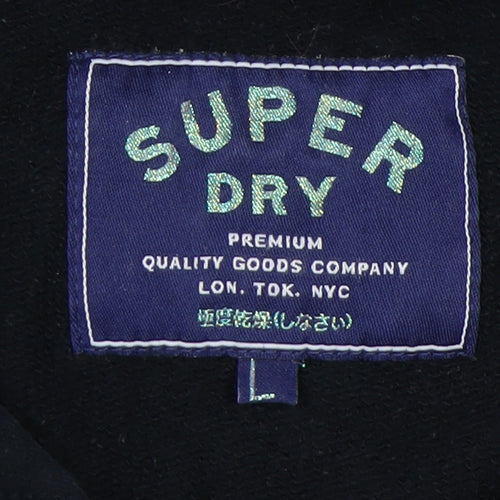 SUPER
DRY
PREMIUM
QUALITY GOODS COMPANY
LON. TOK. NYC
極度乾燥(しなさい)
L